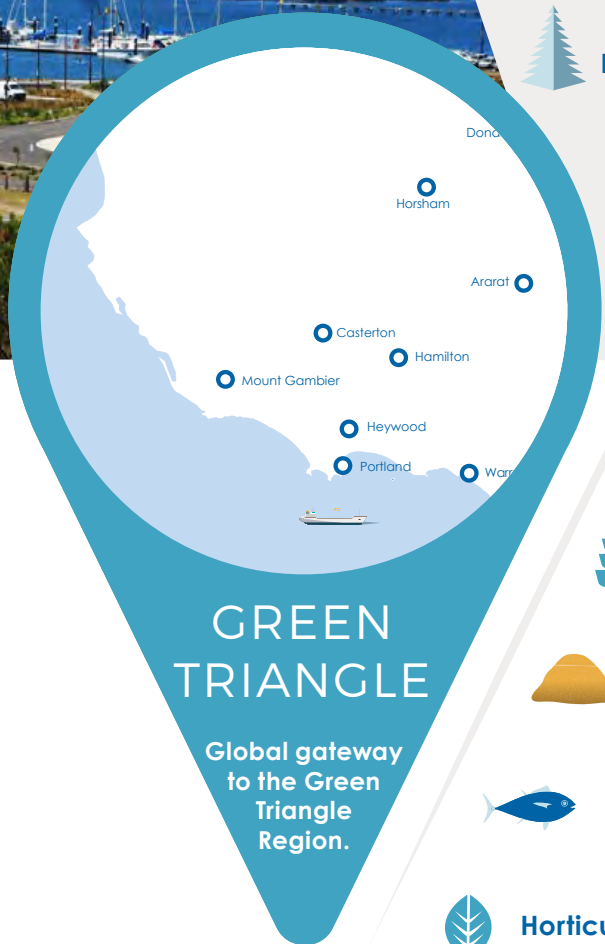 Horsham
Ararat
Casterton
Hamilton
Mount Gambier
Heywood
Portland
GREEN
TRIANGLE
Global gateway
to the Green
Triangle
Region.